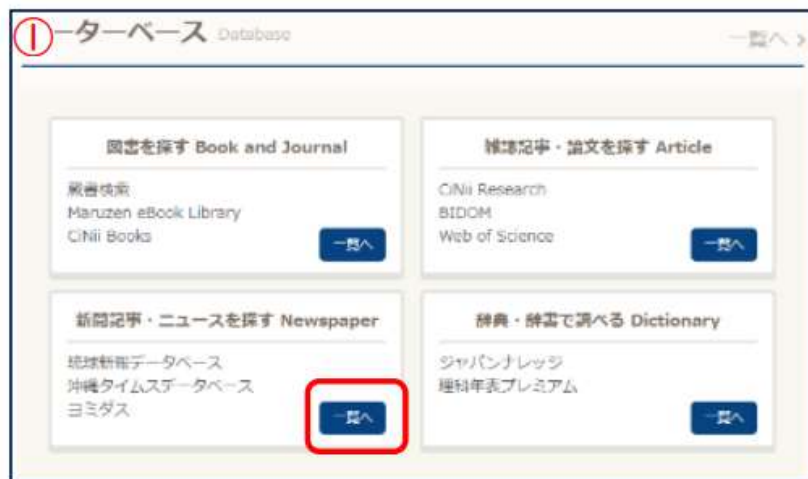 ①ーターベース Database
一覧へ >
図書を探す Book and Journal
蔵書検索
Maruzen eBook Library
CiNii Books
一覧へ
雑誌記事・論文を探す Article
CiNii Research
BIDOM
Web of Science
一覧へ
新聞記事・ニュースを探す Newspaper
琉球新報データベース
沖縄タイムスデータベース
ヨミダス
一覧へ
辞典・辞書で調べる Dictionary
ジャパンナレッジ
理科年表プレミアム
一覧へ